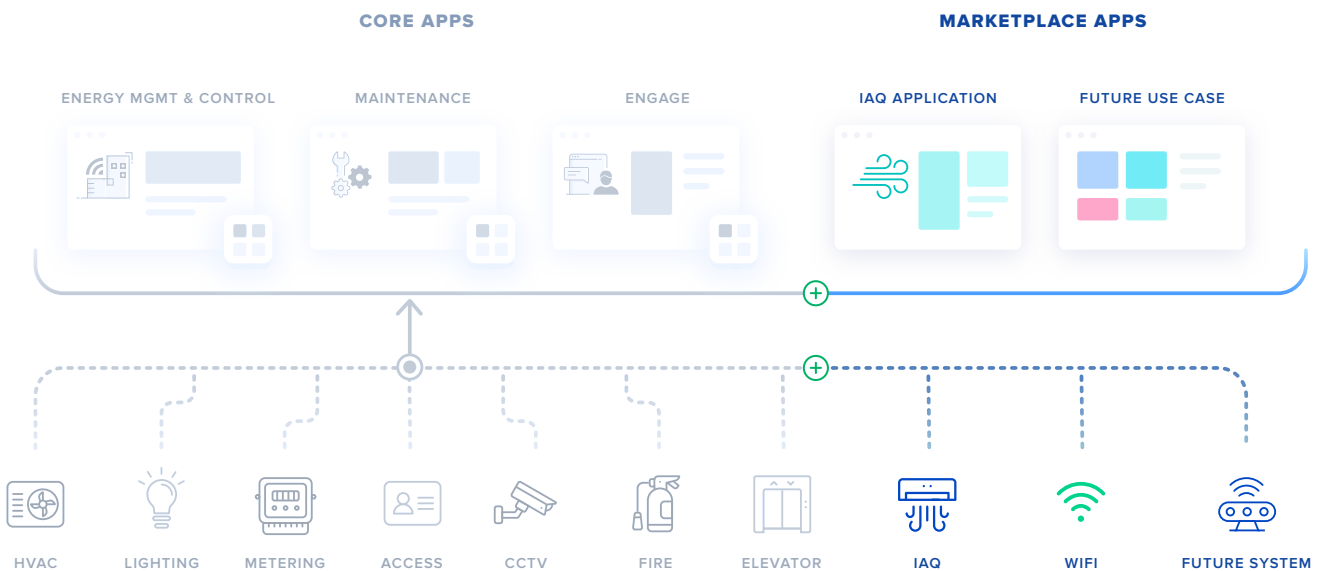 CORE APPS
MARKETPLACE APPS
ENERGY MGMT & CONTROL
MAINTENANCE
ENGAGE
IAQ APPLICATION
FUTURE USE CASE
HVAC
LIGHTING
METERING
ACCESS
CCTV
FIRE
ELEVATOR
IAQ
WIFI
FUTURE SYSTEM